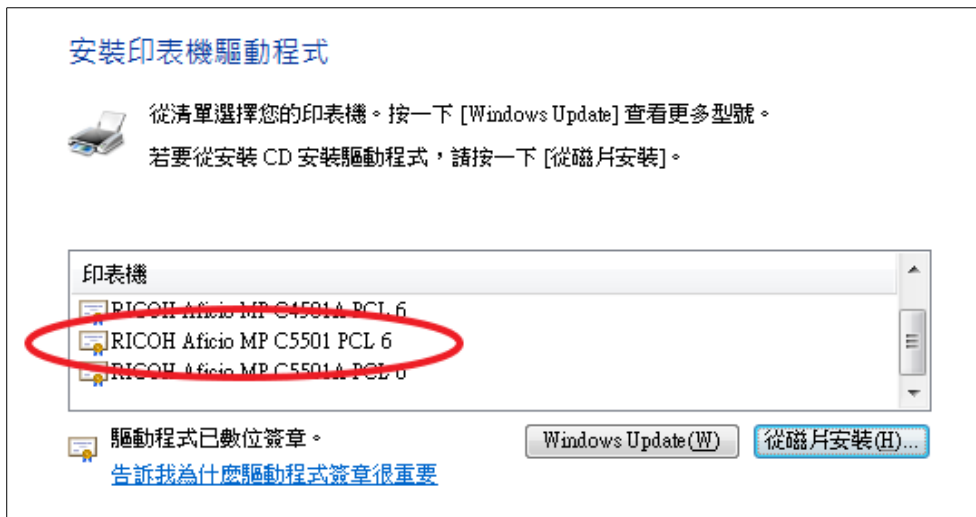 安裝印表機驅動程式
從清單選擇您的印表機。按一下 [Windows Update] 查看更多型號。
若要從安裝 CD 安裝驅動程式，請按一下 [從磁片安裝]。
印表機
RICOH Aficio MP C4501A PCL 6
RICOH Aficio MP C5501 PCL 6
RICOH Aficio MP C5501A PCL 6
驅動程式已數位簽章。
Windows Update(W)
從磁片安裝(H)...
告訴我為什麼驅動程式簽章很重要